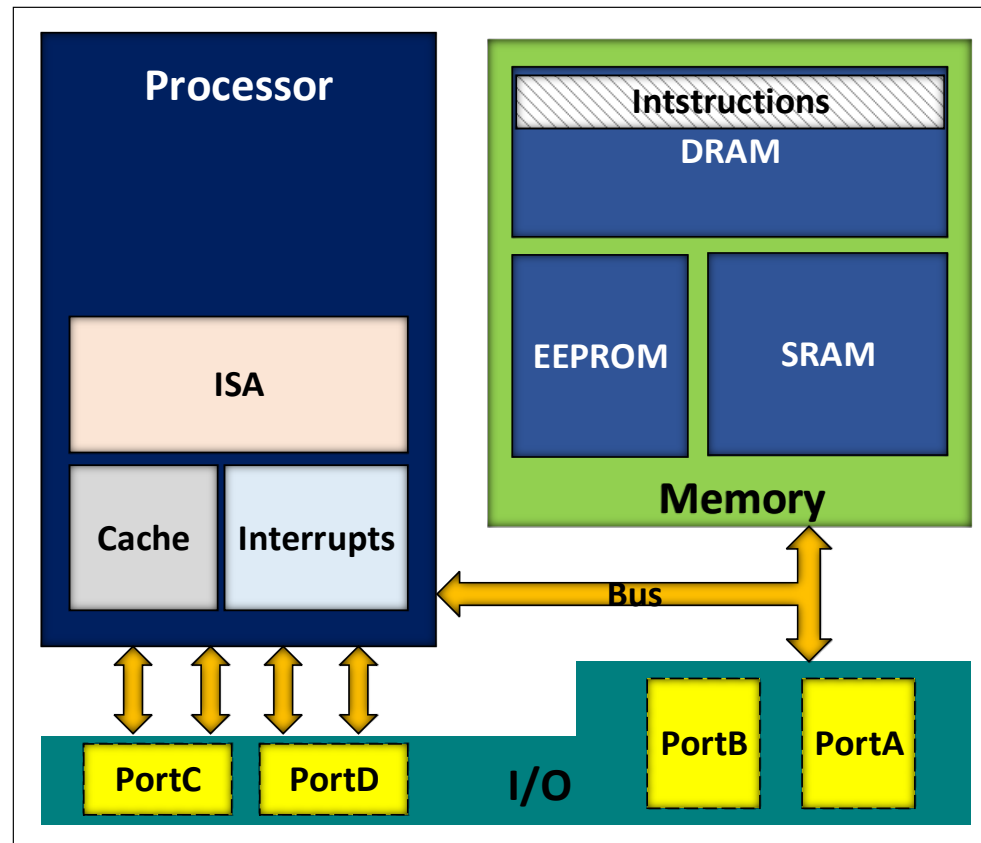 Processor
Intstructions
DRAM
ISA
EEPROM
SRAM
Cache
Interrupts
Memory
Bus
PortB
PortA
PortC
PortD
I/O